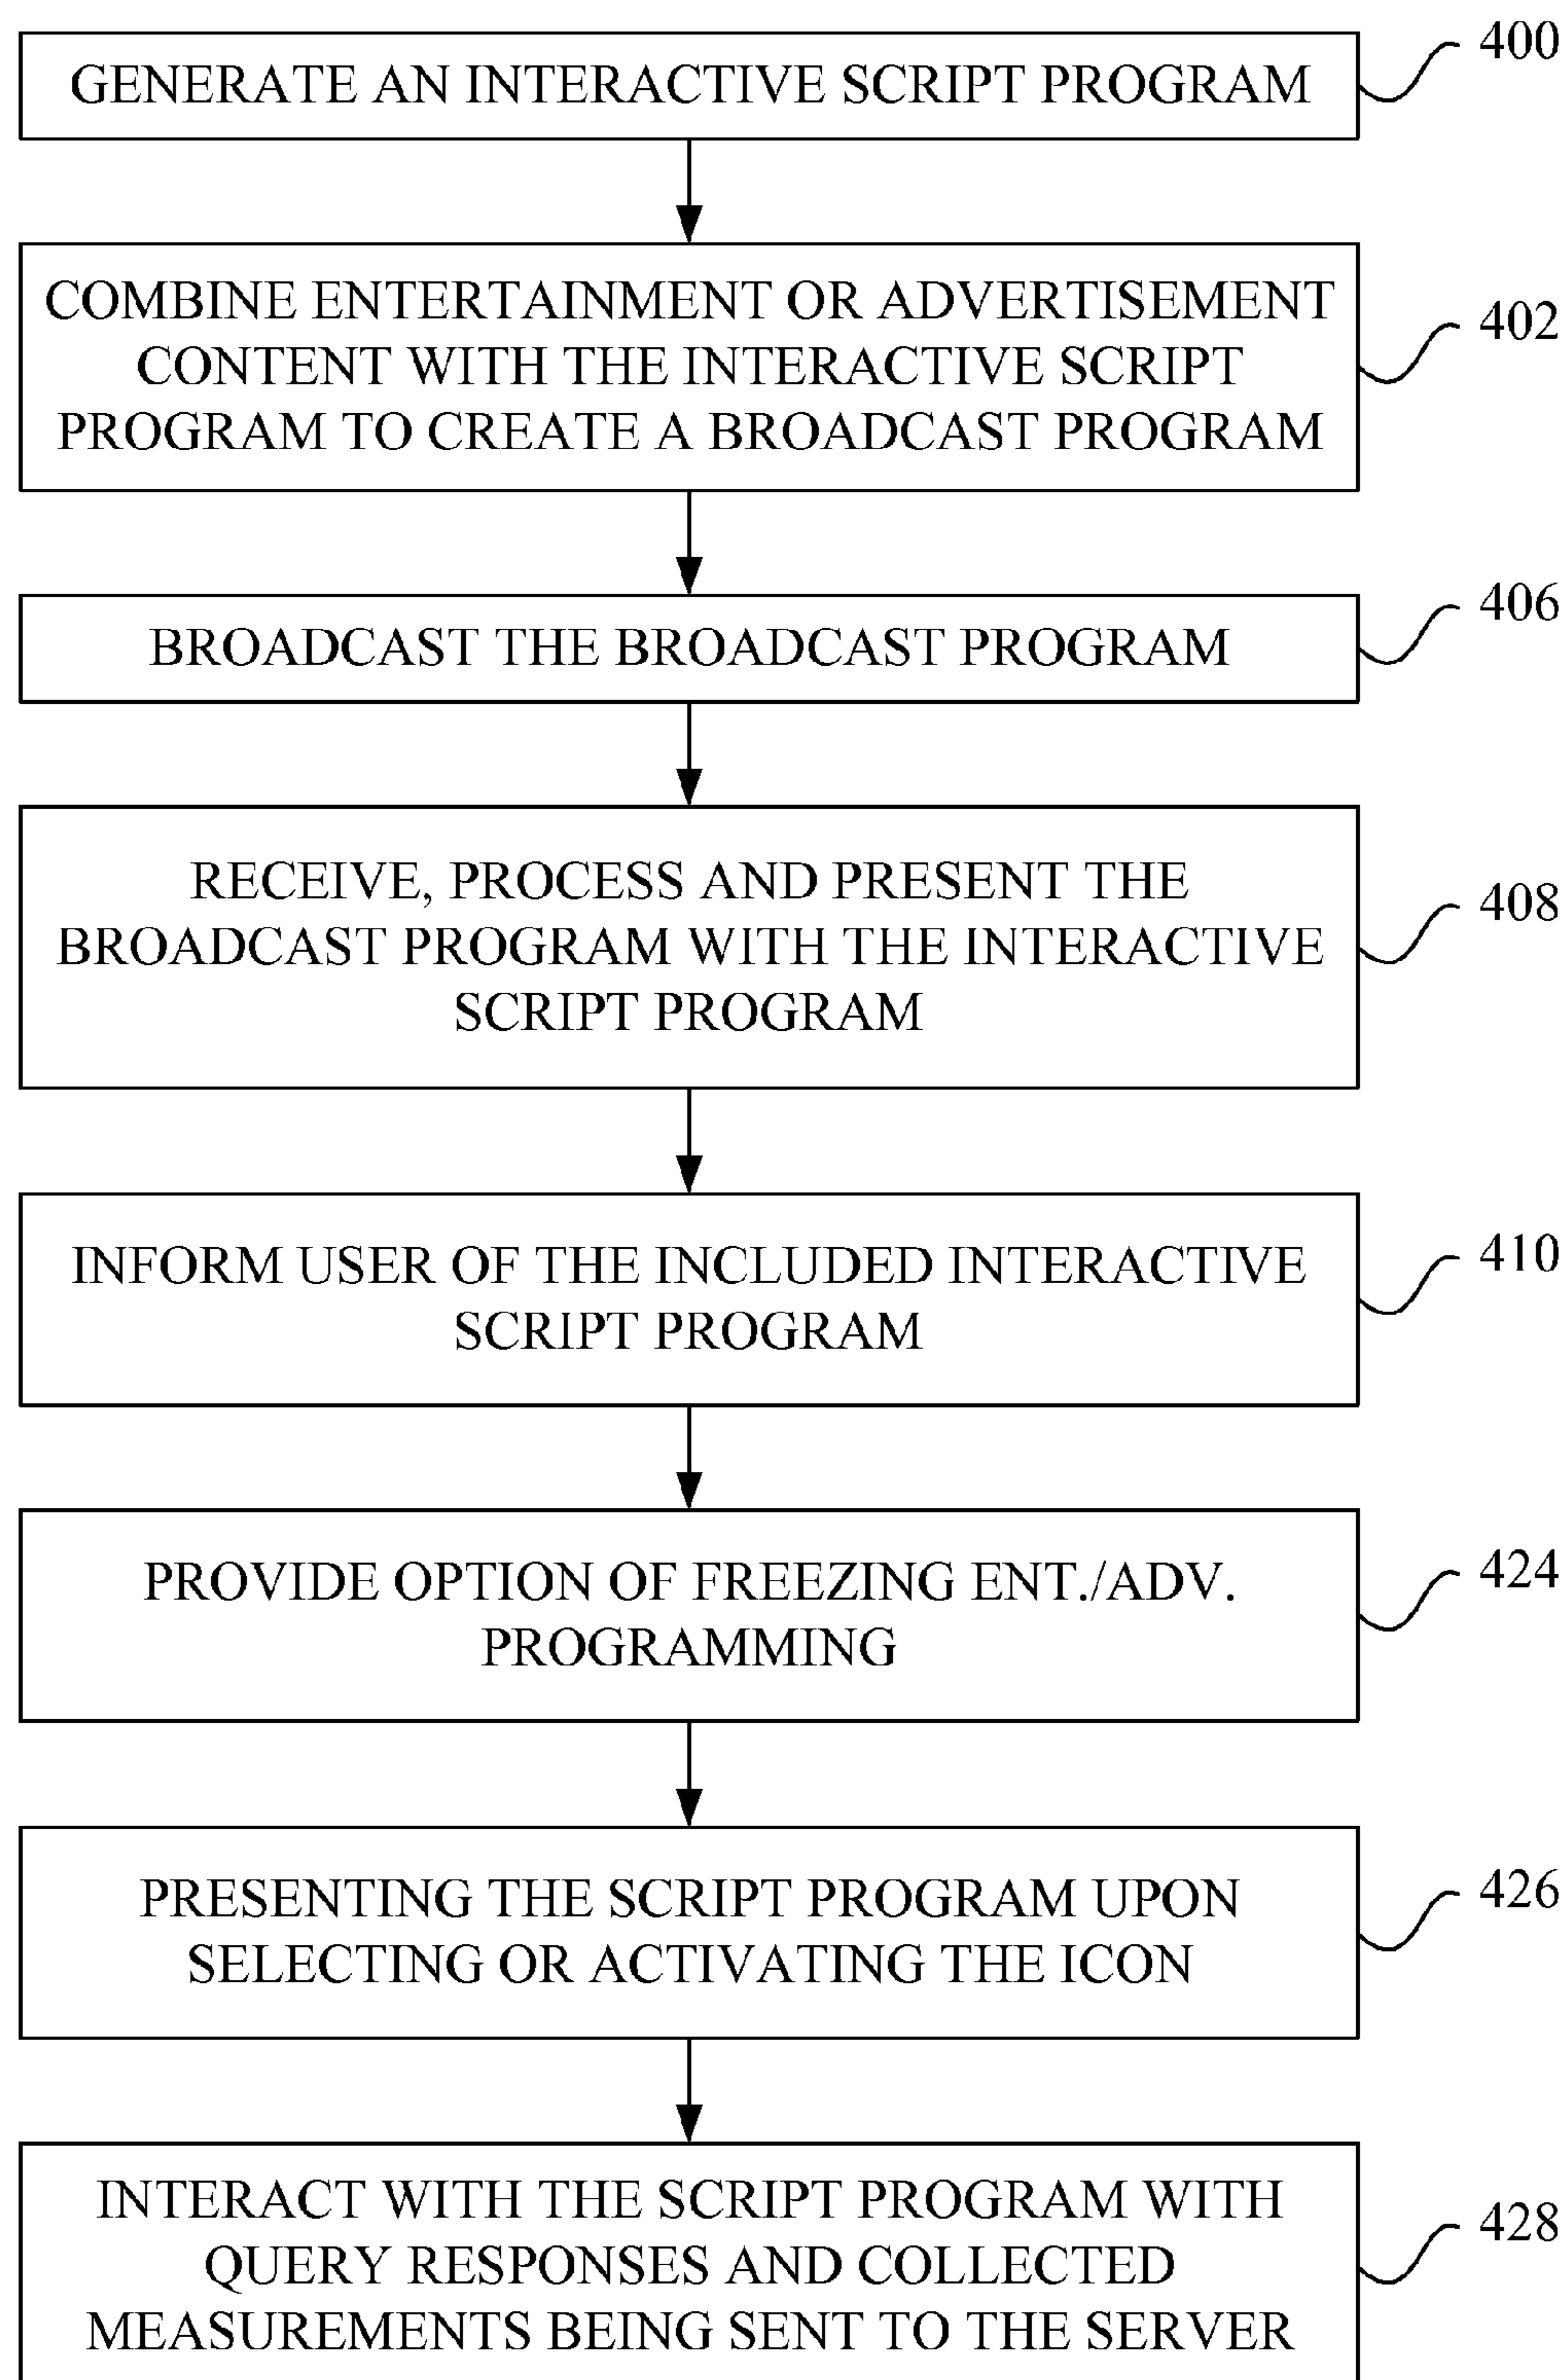 GENERATE AN INTERACTIVE SCRIPT PROGRAM
400
COMBINE ENTERTAINMENT OR ADVERTISEMENT
CONTENT WITH THE INTERACTIVE SCRIPT
PROGRAM TO CREATE A BROADCAST PROGRAM
402
BROADCAST THE BROADCAST PROGRAM
406
RECEIVE, PROCESS AND PRESENT THE
BROADCAST PROGRAM WITH THE INTERACTIVE
SCRIPT PROGRAM
408
INFORM USER OF THE INCLUDED INTERACTIVE
SCRIPT PROGRAM
410
PROVIDE OPTION OF FREEZING ENT./ADV.
PROGRAMMING
424
PRESENTING THE SCRIPT PROGRAM UPON
SELECTING OR ACTIVATING THE ICON
426
INTERACT WITH THE SCRIPT PROGRAM WITH
QUERY RESPONSES AND COLLECTED
MEASUREMENTS BEING SENT TO THE SERVER
428